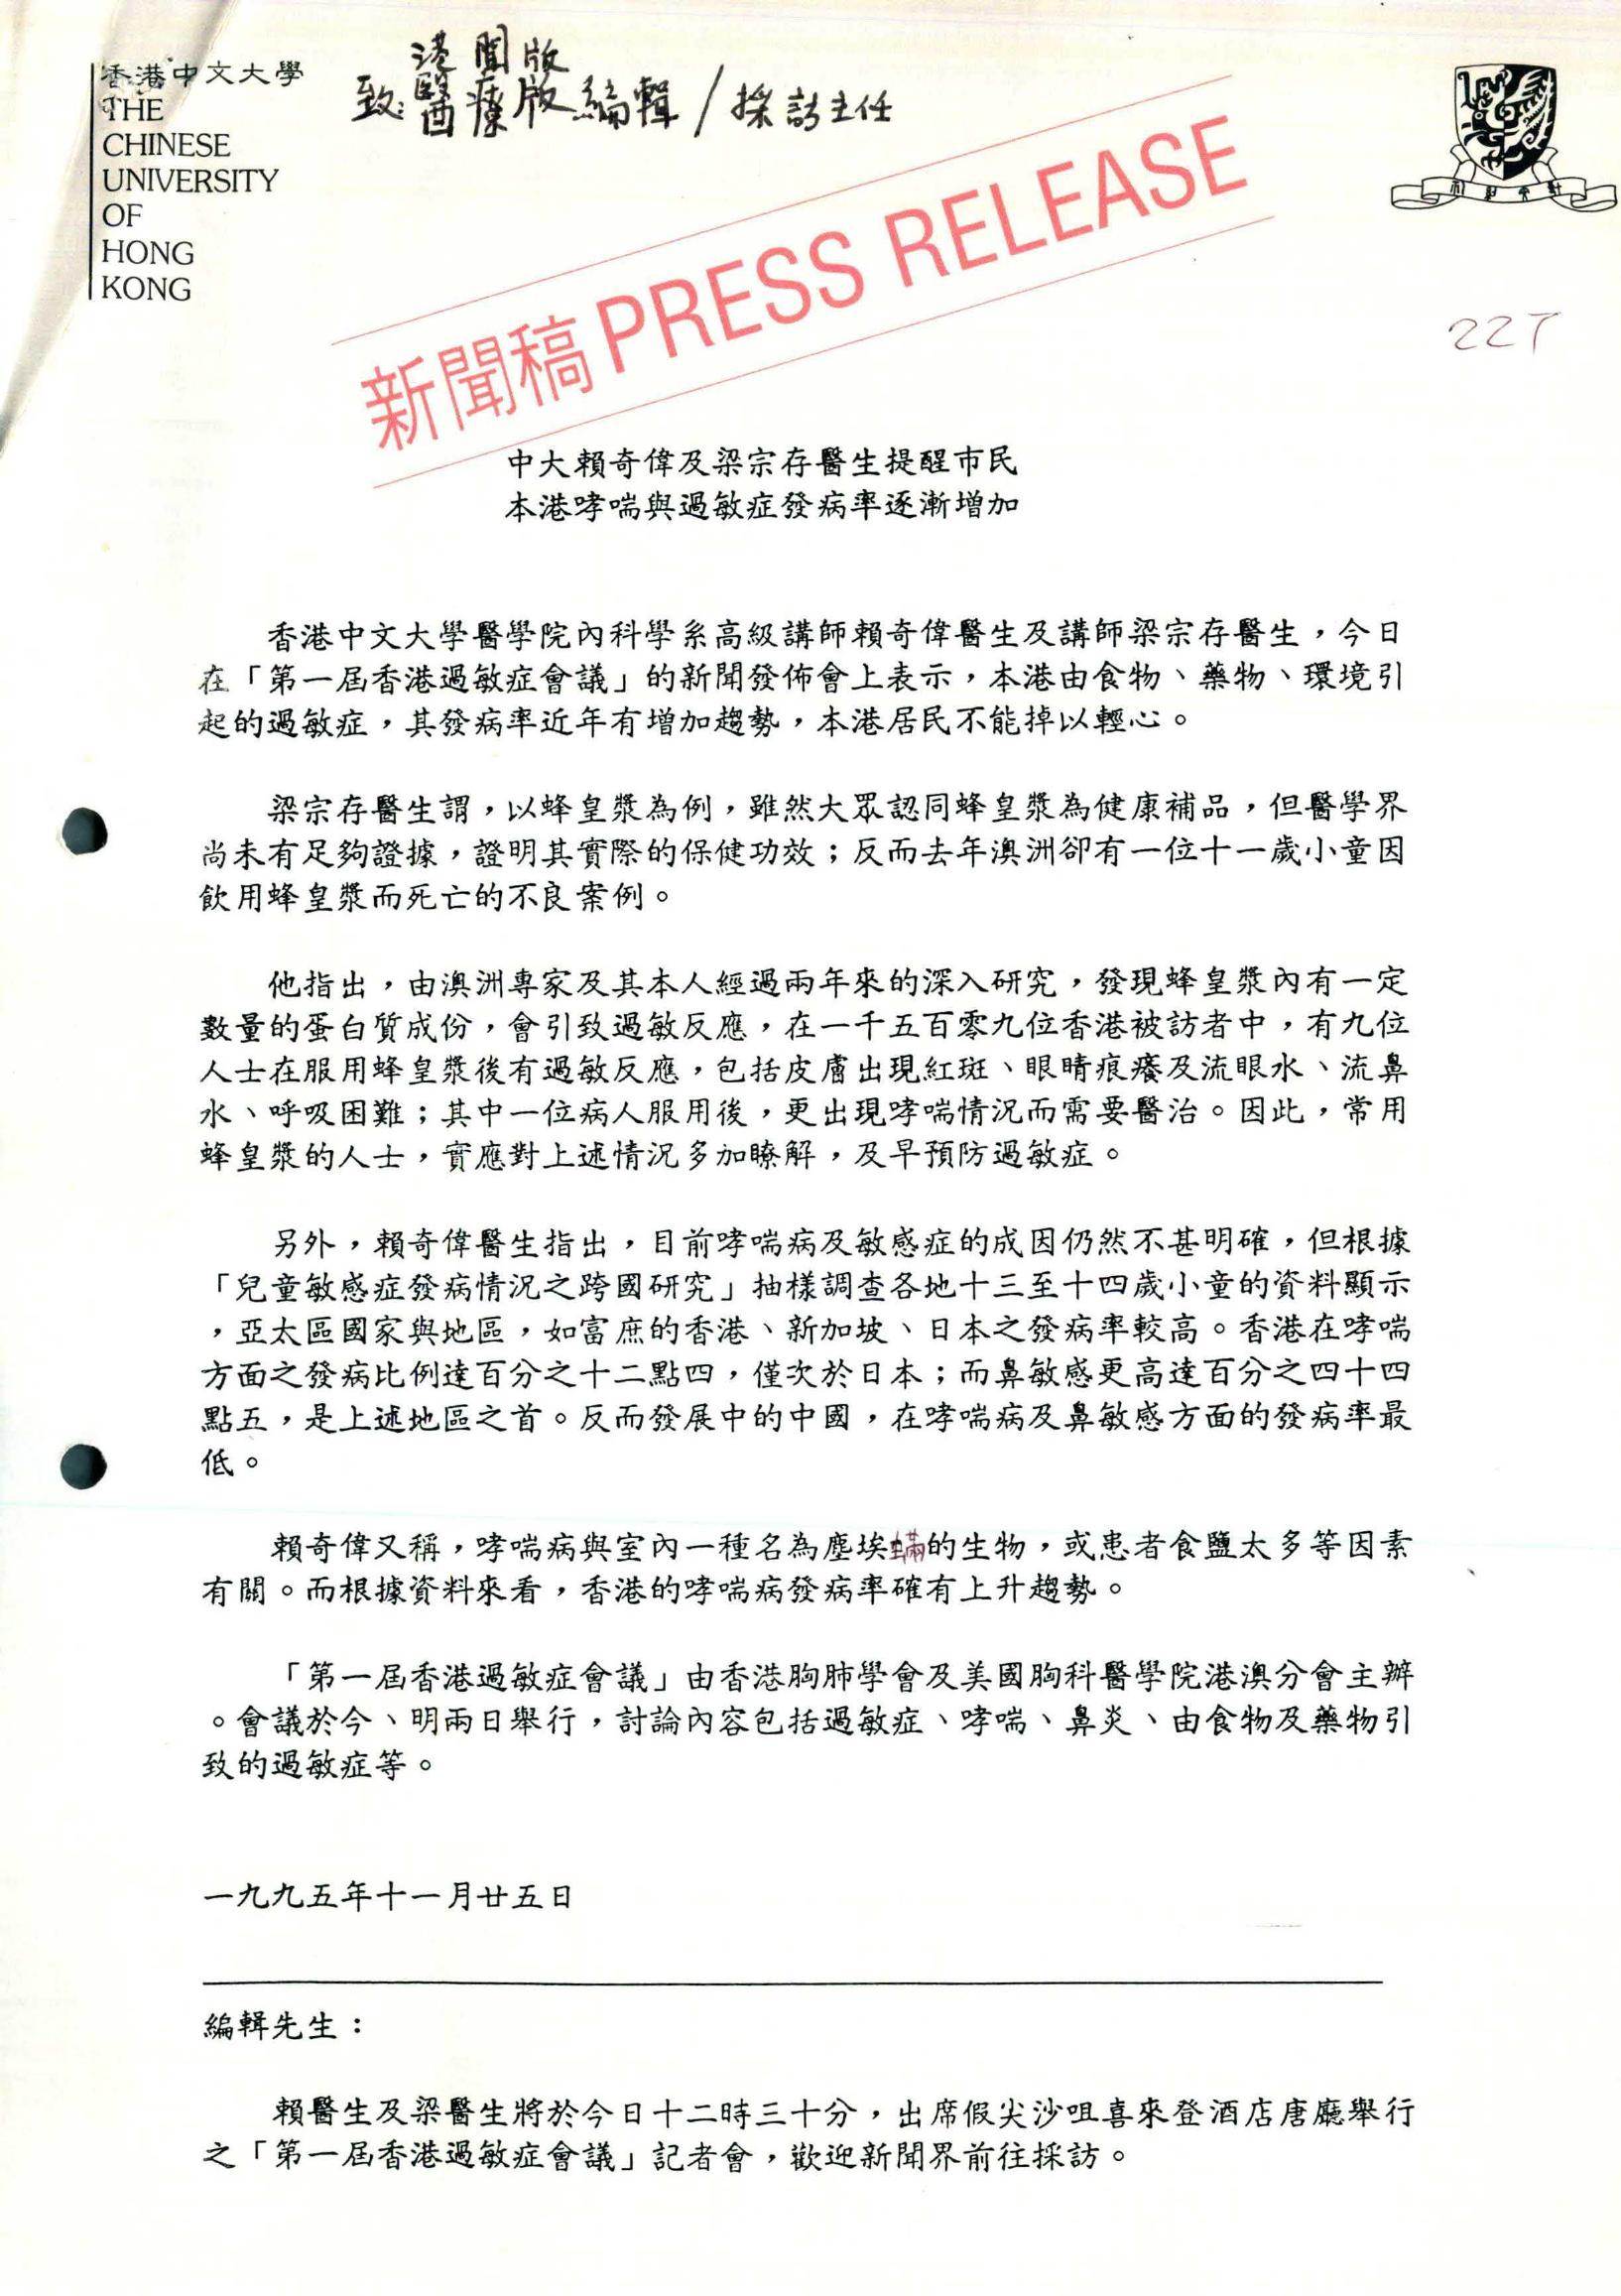 香港中文大學
THE
CHINESE
UNIVERSITY
OF
HONG
KONG
港聞版
致:醫療版編輯/採訪主任
新聞稿 PRESS RELEASE
227
中大賴奇偉及梁宗存醫生提醒市民
本港哮喘與過敏症發病率逐漸增加
香港中文大學醫學院內科學系高級講師賴奇偉醫生及講師梁宗存醫生，今日
在「第一屆香港過敏症會議」的新聞發佈會上表示，本港由食物、藥物、環境引
起的過敏症，其發病率近年有增加趨勢，本港居民不能掉以輕心。
梁宗存醫生謂，以蜂皇漿為例，雖然大眾認同蜂皇漿為健康補品，但醫學界
尚未有足夠證據，證明其實際的保健功效；反而去年澳洲卻有一位十一歲小童因
飲用蜂皇漿而死亡的不良案例。
他指出，由澳洲專家及其本人經過兩年來的深入研究，發現蜂皇漿內有一定
數量的蛋白質成份，會引致過敏反應，在一千五百零九位香港被訪者中，有九位
人士在服用蜂皇漿後有過敏反應，包括皮膚出現紅斑、眼睛痕癢及流眼水、流鼻
水、呼吸困難；其中一位病人服用後，更出現哮喘情況而需要醫治。因此，常用
蜂皇漿的人士，實應對上述情況多加瞭解，及早預防過敏症。
另外，賴奇偉醫生指出，目前哮喘病及敏感症的成因仍然不甚明確，但根據
「兒童敏感症發病情況之跨國研究」抽樣調查各地十三至十四歲小童的資料顯示
，亞太區國家與地區，如富庶的香港、新加坡、日本之發病率較高。香港在哮喘
方面之發病比例達百分之十二點四，僅次於日本；而鼻敏感更高達百分之四十四
點五，是上述地區之首。反而發展中的中國，在哮喘病及鼻敏感方面的發病率最
低。
賴奇偉又稱，哮喘病與室內一種名為塵埃蟎的生物，或患者食鹽太多等因素
有關。而根據資料來看，香港的哮喘病發病率確有上升趨勢。
「第一屆香港過敏症會議」由香港胸肺學會及美國胸科醫學院港澳分會主辦
。會議於今、明兩日舉行，討論內容包括過敏症、哮喘、鼻炎、由食物及藥物引
致的過敏症等。
一九九五年十一月廿五日
編輯先生：
賴醫生及梁醫生將於今日十二時三十分，出席假尖沙咀喜來登酒店唐廳舉行
之「第一屆香港過敏症會議」記者會，歡迎新聞界前往採訪。